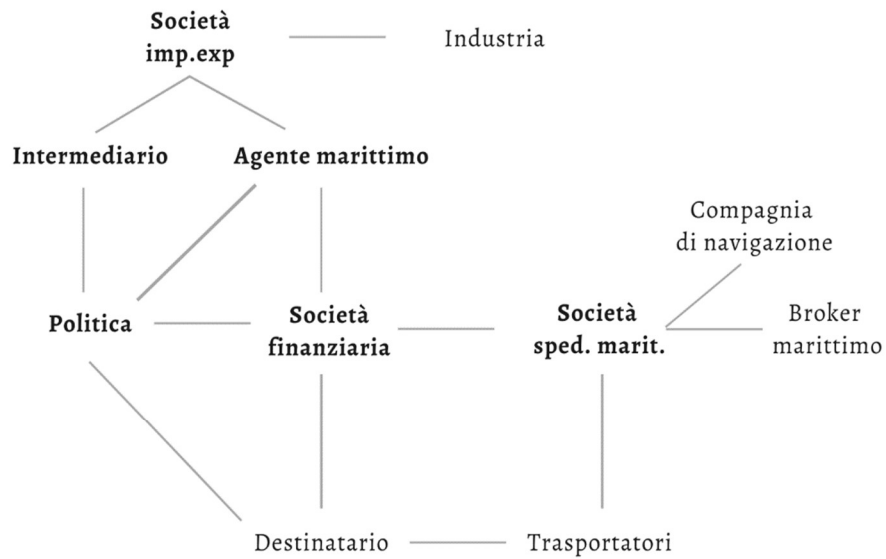 Società
imp.exp
Industria
Intermediario
Agente marittimo
Compagnia
di navigazione
Politica
Società
finanziaria
Società
sped. marit.
Broker
marittimo
Destinatario
Trasportatori